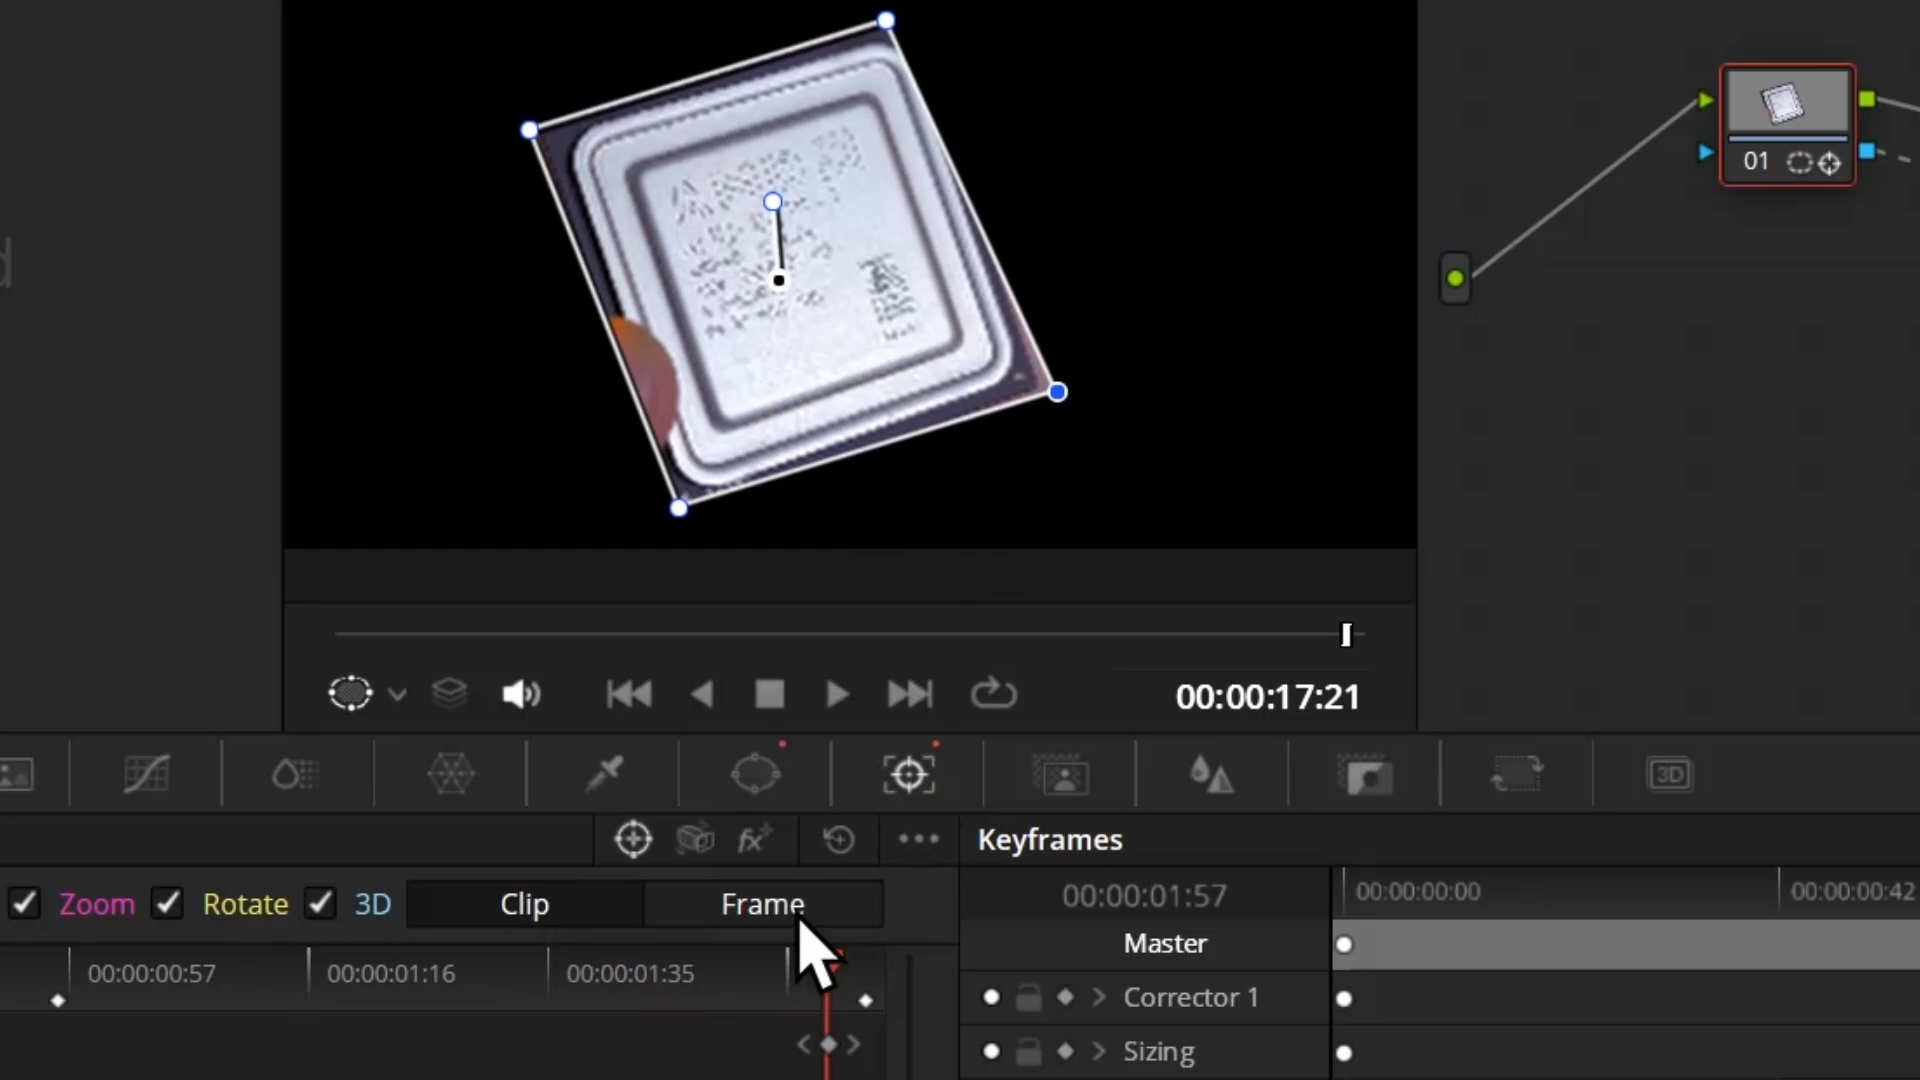 01
00:00:17:21
3D
Keyframes
Zoom Rotate 3D Clip Frame
00:00:01:57 00:00:00:00 00:00:00:42
Master
00:00:00:57 00:00:01:16 00:00:01:35
Corrector 1
Sizing